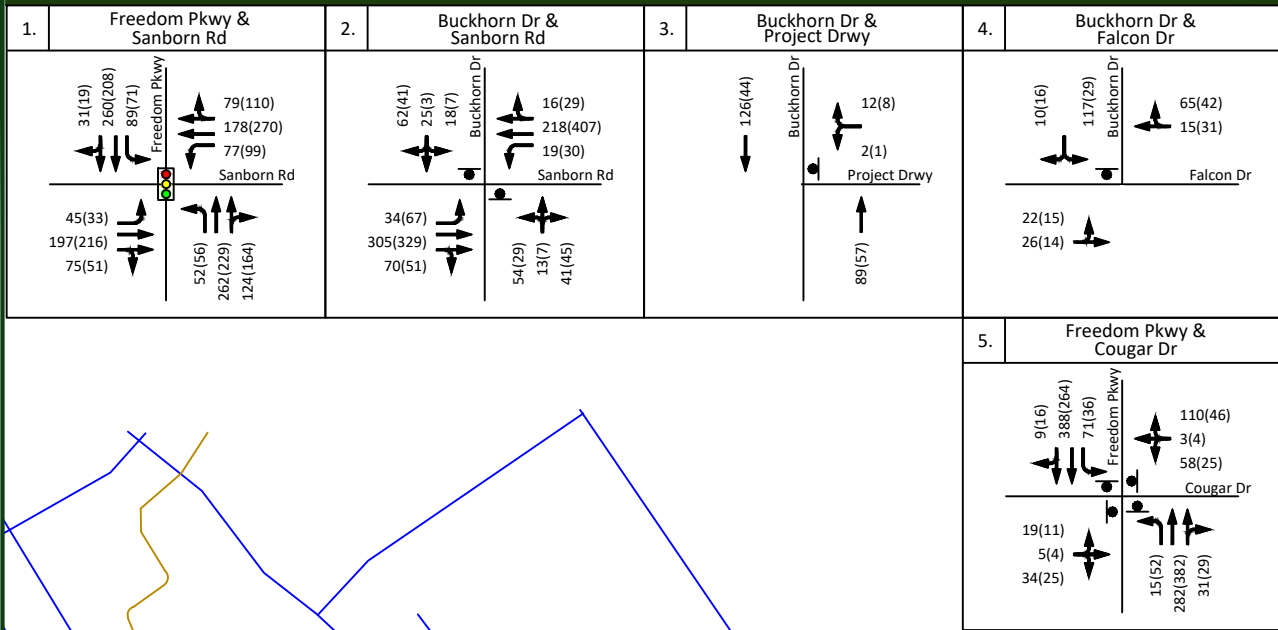 1.
Freedom Pkwy &
Sanborn Rd
31(19)
260(208)
89(71)
Freedom Pkwy
79(110)
178(270)
77(99)
Sanborn Rd
45(33)
197(216)
75(51)
52(56)
262(229)
124(164)
2.
Buckhorn Dr &
Sanborn Rd
62(41)
25(3)
18(7)
Buckhorn Dr
16(29)
218(407)
19(30)
Sanborn Rd
34(67)
305(329)
70(51)
54(29)
13(7)
41(45)
3.
Buckhorn Dr &
Project Drwy
126(44)
Buckhorn Dr
12(8)
2(1)
Project Drwy
89(57)
4.
Buckhorn Dr &
Falcon Dr
10(16)
117(29)
Buckhorn Dr
65(42)
15(31)
Falcon Dr
22(15)
26(14)
5.
Freedom Pkwy &
Cougar Dr
9(16)
388(264)
71(36)
Freedom Pkwy
110(46)
3(4)
58(25)
Cougar Dr
19(11)
5(4)
34(25)
15(52)
282(382)
31(29)